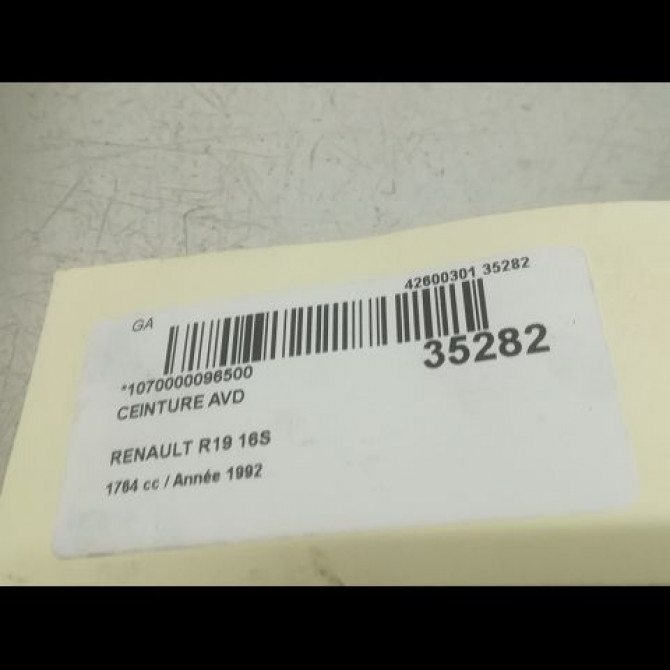 GA
42600301 35282
35282
*1070000096500
CEINTURE AVD
RENAULT R19 16S
1764 cc / Année 1992